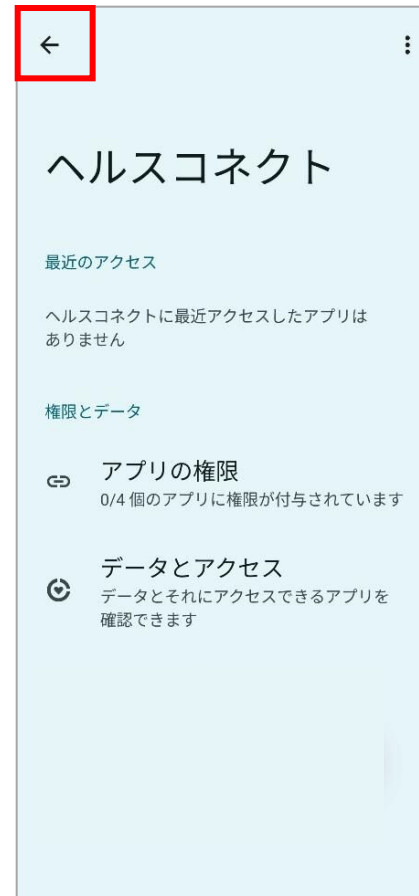 ヘルスコネクト
最近のアクセス
ヘルスコネクトに最近アクセスしたアプリは
ありません
権限とデータ
アプリの権限
0/4 個のアプリに権限が付与されています
データとアクセス
データとそれにアクセスできるアプリを
確認できます